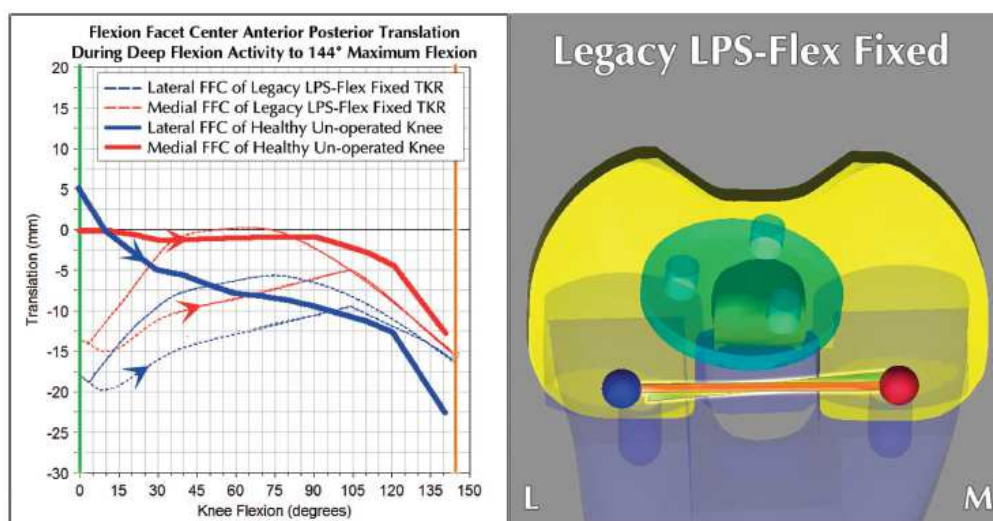 Flexion Facet Center Anterior Posterior Translation
During Deep Flexion Activity to 144° Maximum Flexion
Lateral FFC of Legacy LPS-Flex Fixed TKR
Medial FFC of Legacy LPS-Flex Fixed TKR
Lateral FFC of Healthy Un-operated Knee
Medial FFC of Healthy Un-operated Knee
Translation (mm)
20
15
10
5
0
-5
-10
-15
-20
-25
-30
0 15 30 45 60 75 90 105 120 135 150
Knee Flexion (degrees)
Legacy LPS-Flex Fixed
L M